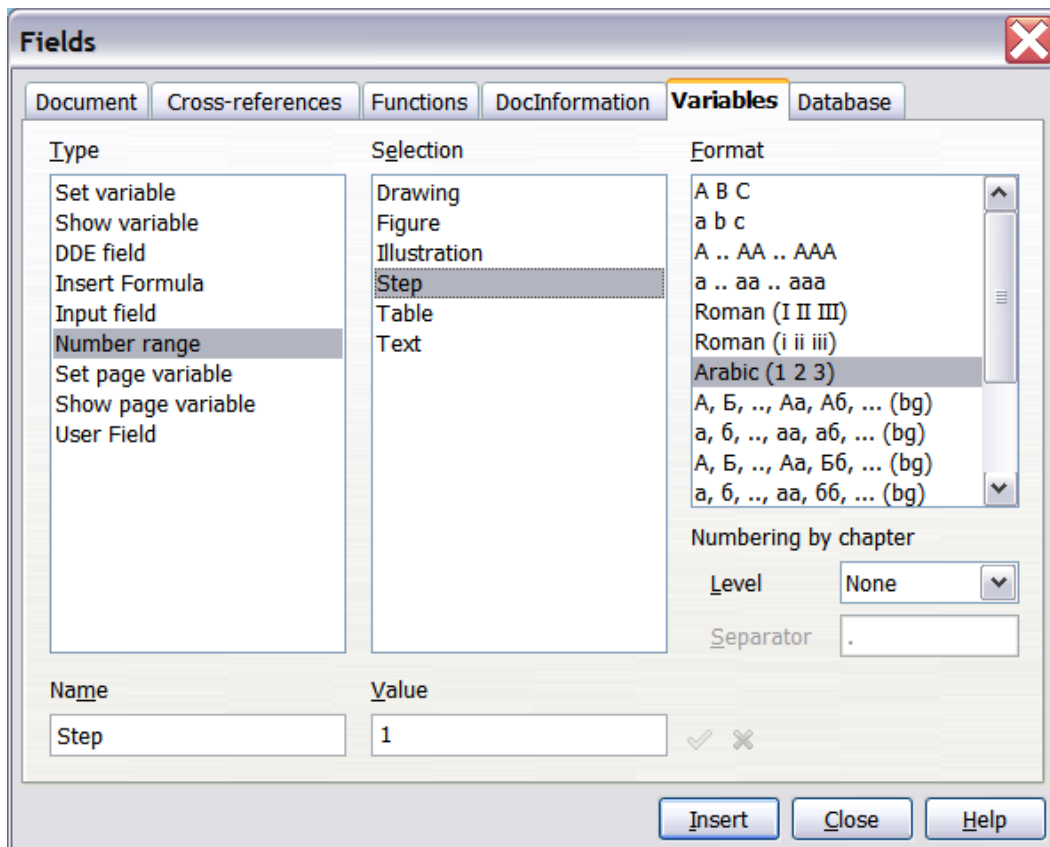 Fields
Document Cross-references Functions DocInformation Variables Database
Type
Set variable
Show variable
DDE field
Insert Formula
Input field
Number range
Set page variable
Show page variable
User Field
Selection
Drawing
Figure
Illustration
Step
Table
Text
Format
A B C
a b c
A .. AA .. AAA
a .. aa .. aaa
Roman (I II III)
Roman (i ii iii)
Arabic (1 2 3)
А, Б, .., Аа, Аб, ... (bg)
а, б, .., аа, аб, ... (bg)
А, Б, .., Аа, Бб, ... (bg)
а, б, .., аа, бб, ... (bg)
Numbering by chapter
Level None
Separator .
Name
Step
Value
1
Insert Close Help